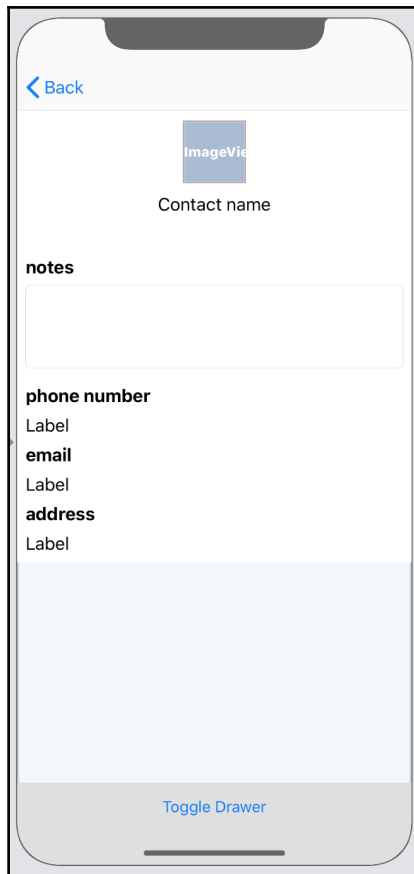 Back
ImageVie
Contact name
notes
phone number
Label
email
Label
address
Label
Toggle Drawer